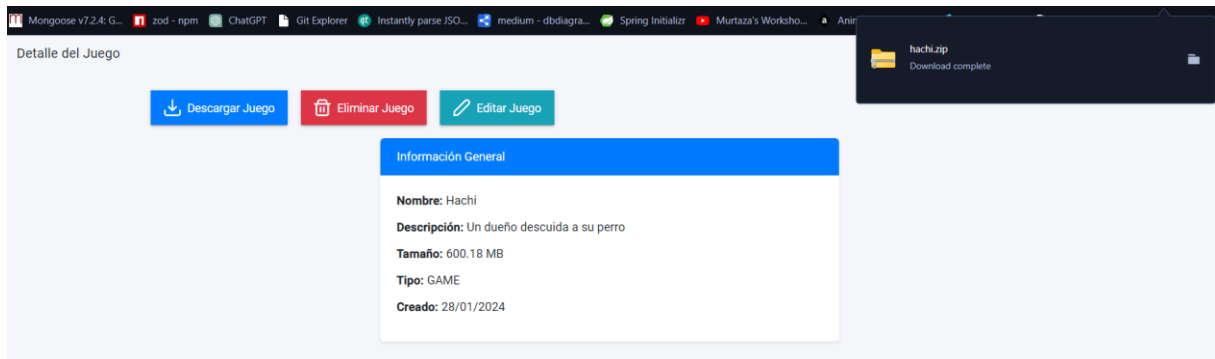 Mongoose v7.2.4: G... zod - npm ChatGPT Git Explorer Instantly parse JSO... medium - dbdiagra... Spring Initializr Murtaza's Worksho... Anir
hachi.zip
Download complete
Detalle del Juego
Descargar Juego Eliminar Juego Editar Juego
Información General
Nombre: Hachi
Descripción: Un dueño descuida a su perro
Tamaño: 600.18 MB
Tipo: GAME
Creado: 28/01/2024